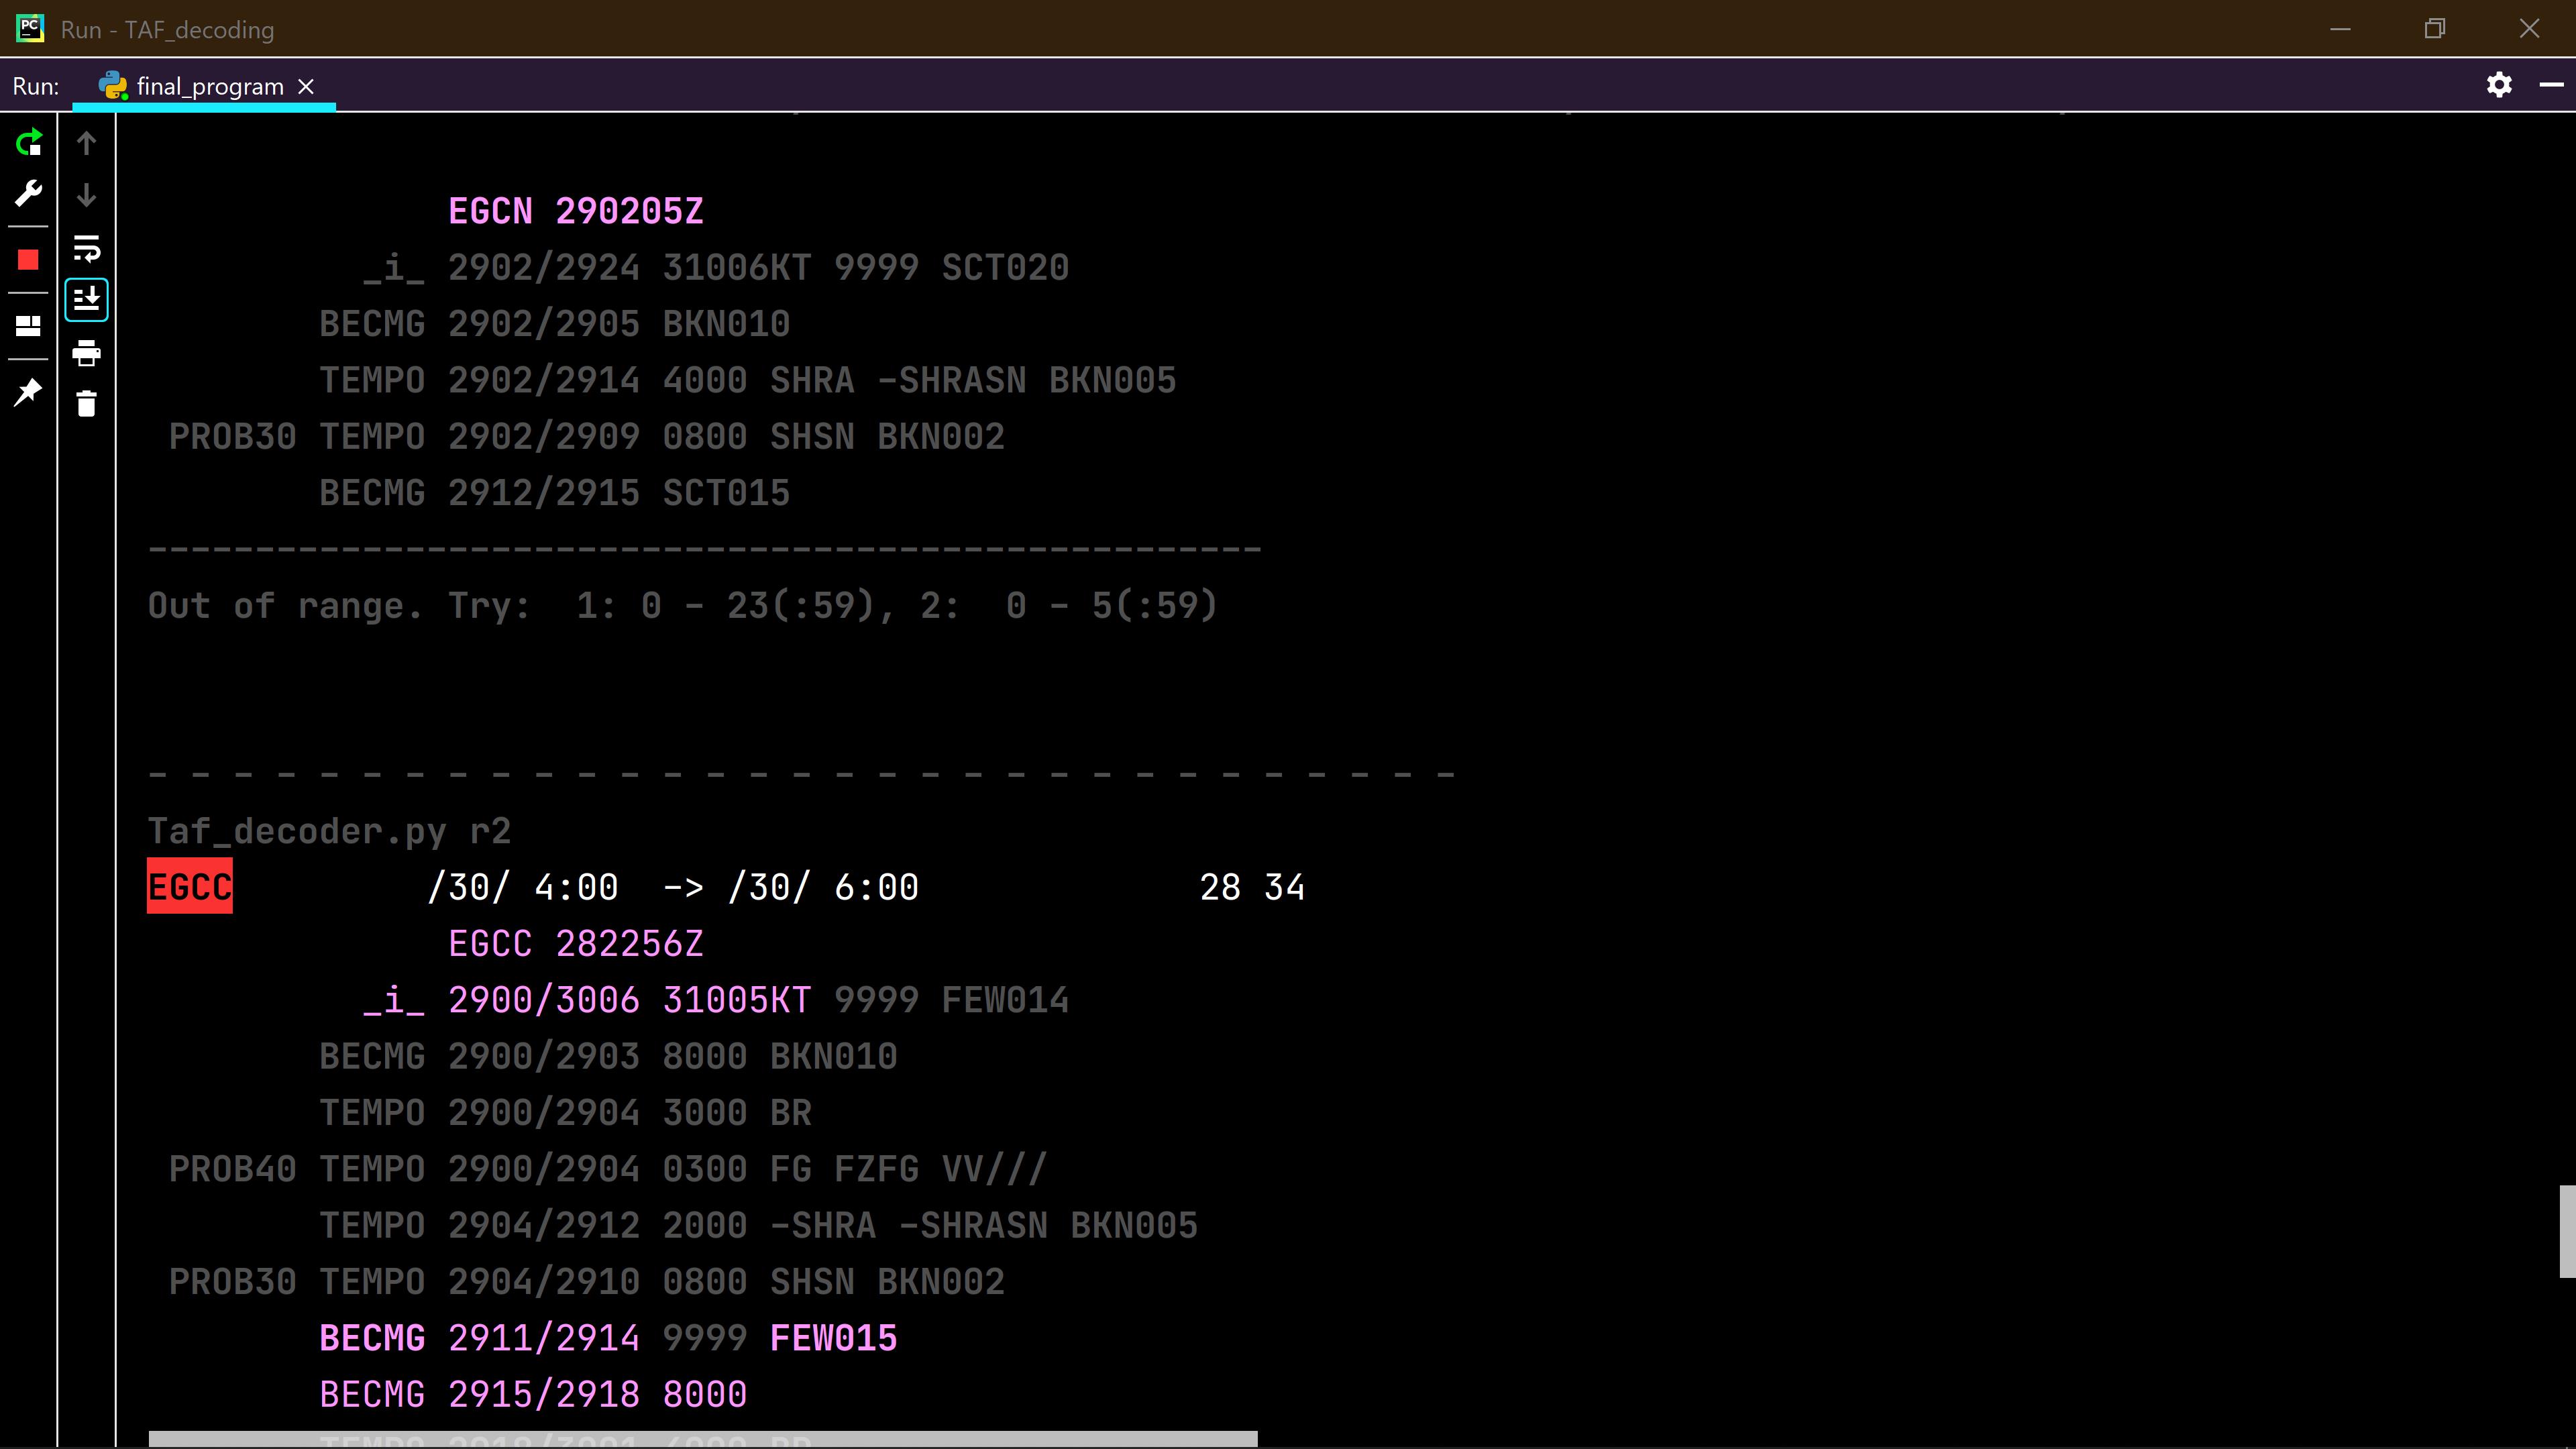 PC
Run - TAF_decoding
Run: final_program
EGCN 290205Z
_i_ 2902/2924 31006KT 9999 SCT020
BECMG 2902/2905 BKN010
TEMPO 2902/2914 4000 SHRA -SHRASN BKN005
PROB30 TEMPO 2902/2909 0800 SHSN BKN002
BECMG 2912/2915 SCT015
----------------------------------------------------
Out of range. Try:  1: 0 - 23(:59), 2:  0 - 5(:59)
- - - - - - - - - - - - - - - - - - - - - - - - - - - - - - -
Taf_decoder.py r2
EGCC /30/ 4:00 -> /30/ 6:00 28 34
EGCC 282256Z
_i_ 2900/3006 31005KT 9999 FEW014
BECMG 2900/2903 8000 BKN010
TEMPO 2900/2904 3000 BR
PROB40 TEMPO 2900/2904 0300 FG FZFG VV///
TEMPO 2904/2912 2000 -SHRA -SHRASN BKN005
PROB30 TEMPO 2904/2910 0800 SHSN BKN002
BECMG 2911/2914 9999 FEW015
BECMG 2915/2918 8000